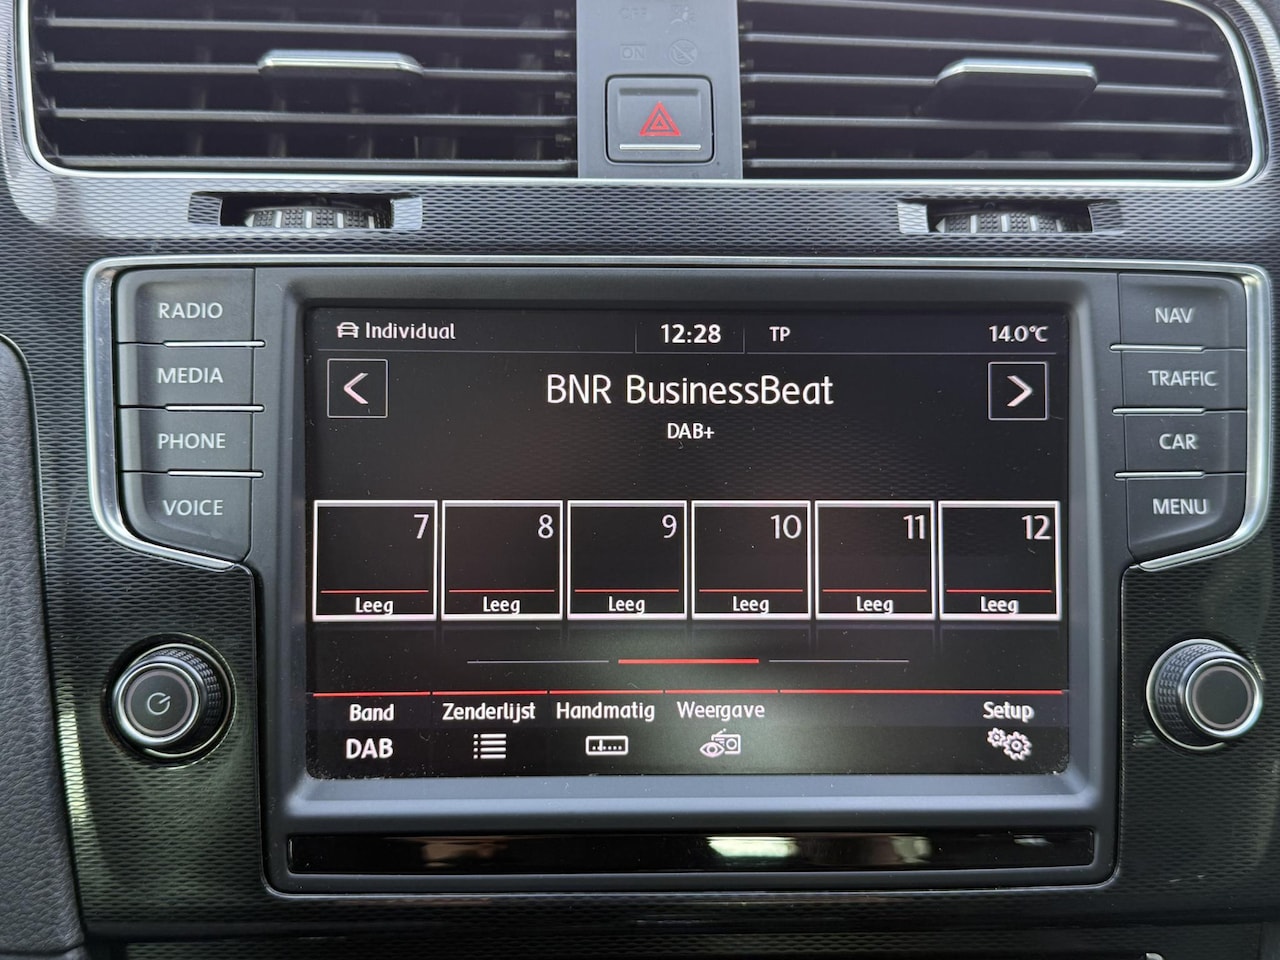 OFF
ON
RADIO
MEDIA
PHONE
VOICE
Individual 12:28 TP 14.0°C
< BNR BusinessBeat >
DAB+
7 8 9 10 11 12
Leeg Leeg Leeg Leeg Leeg Leeg
Band Zenderlijst Handmatig Weergave Setup
DAB
NAV
TRAFFIC
CAR
MENU